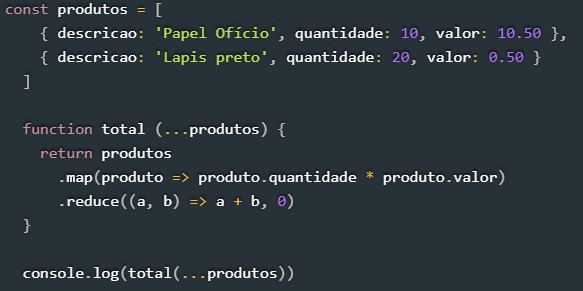 const produtos = [
    { descricao: 'Papel Ofício', quantidade: 10, valor: 10.50 },
    { descricao: 'Lapis preto', quantidade: 20, valor: 0.50 }
  ]

  function total (...produtos) {
    return produtos
      .map(produto => produto.quantidade * produto.valor)
      .reduce((a, b) => a + b, 0)
  }

  console.log(total(...produtos))